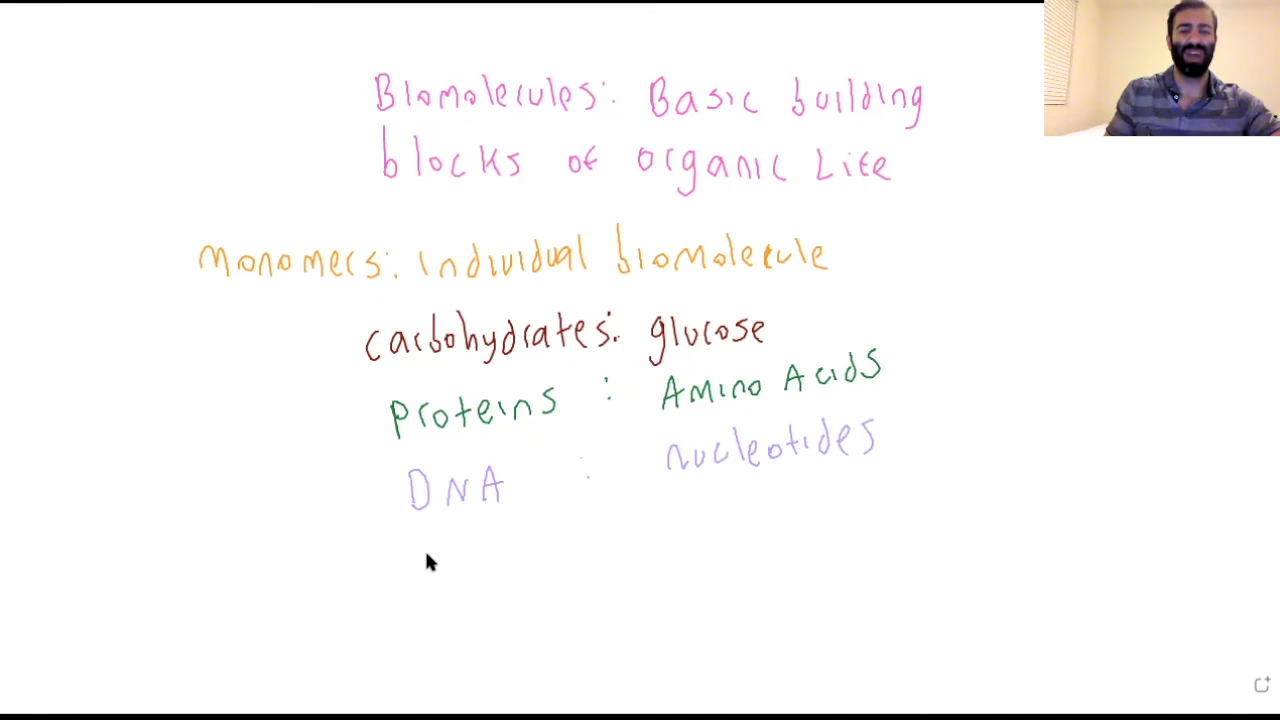 Biomolecules: Basic building
blocks of organic Life
monomers: individual biomolecule
carbohydrates: glucose
proteins : Amino Acids
DNA : nucleotides